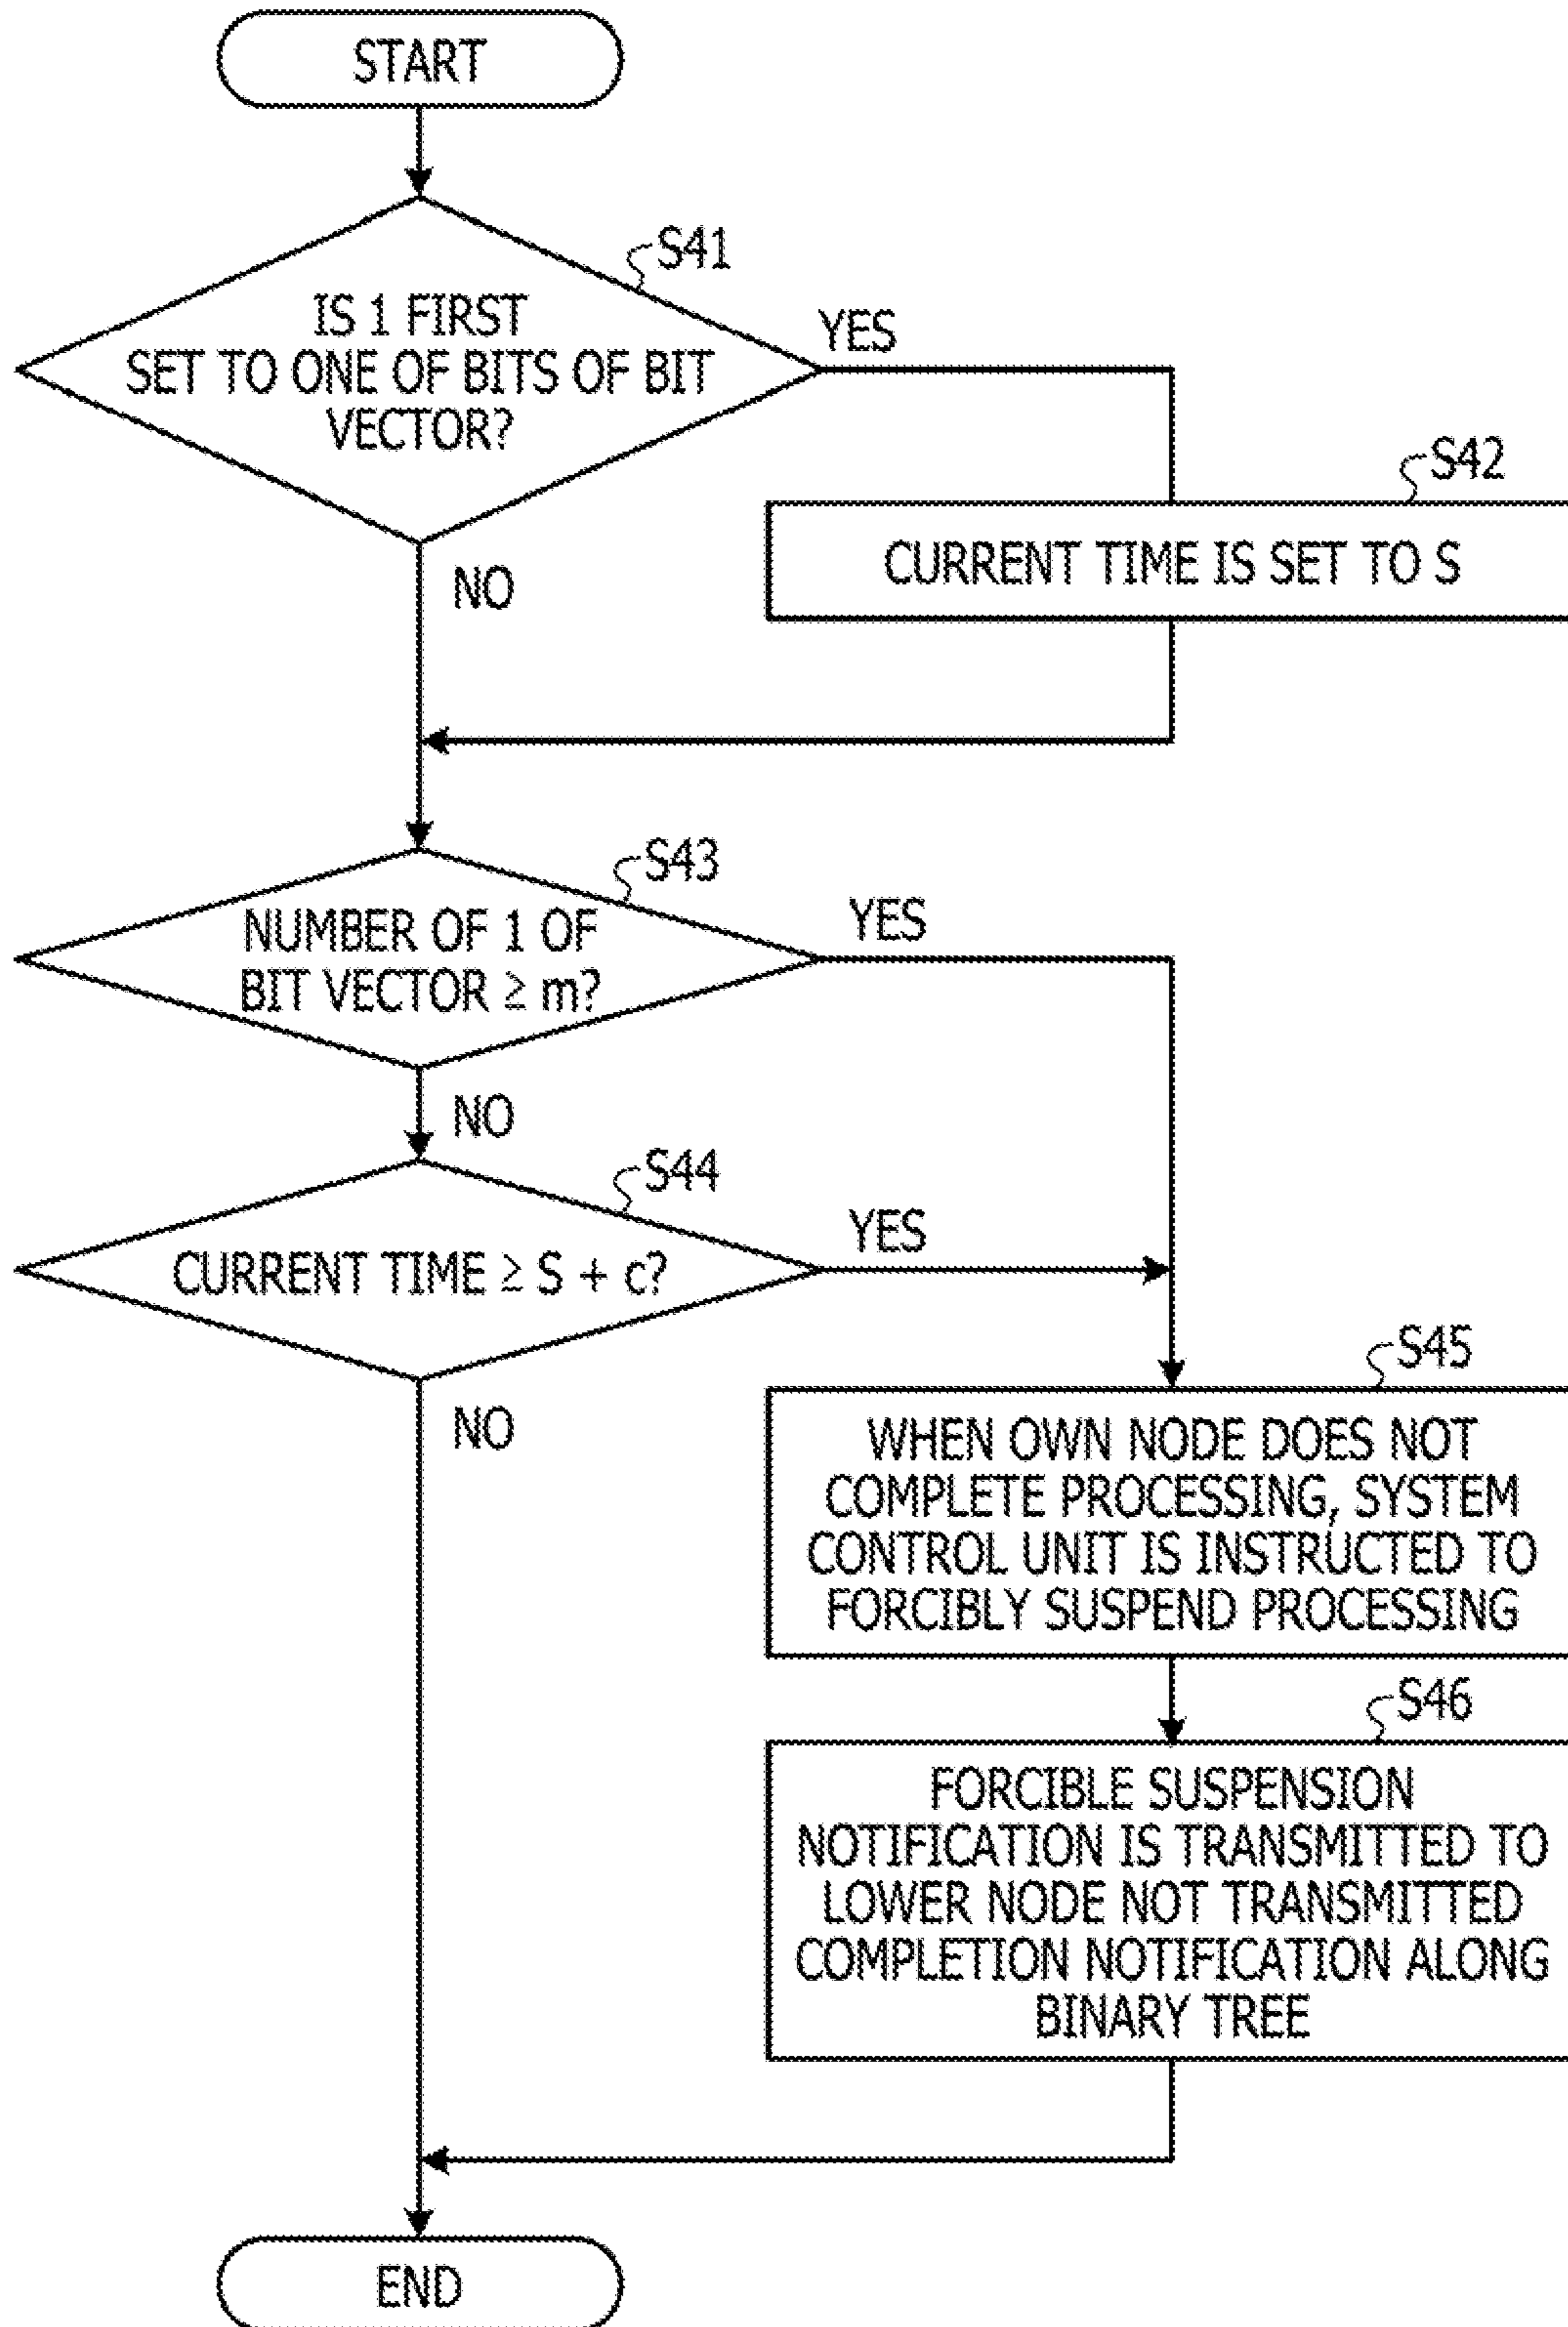 START
S41
IS 1 FIRST
SET TO ONE OF BITS OF BIT
VECTOR?
YES
S42
CURRENT TIME IS SET TO S
NO
S43
NUMBER OF 1 OF
BIT VECTOR ≥ m?
YES
NO
S44
CURRENT TIME ≥ S + c?
YES
NO
S45
WHEN OWN NODE DOES NOT
COMPLETE PROCESSING, SYSTEM
CONTROL UNIT IS INSTRUCTED TO
FORCIBLY SUSPEND PROCESSING
S46
FORCIBLE SUSPENSION
NOTIFICATION IS TRANSMITTED TO
LOWER NODE NOT TRANSMITTED
COMPLETION NOTIFICATION ALONG
BINARY TREE
END